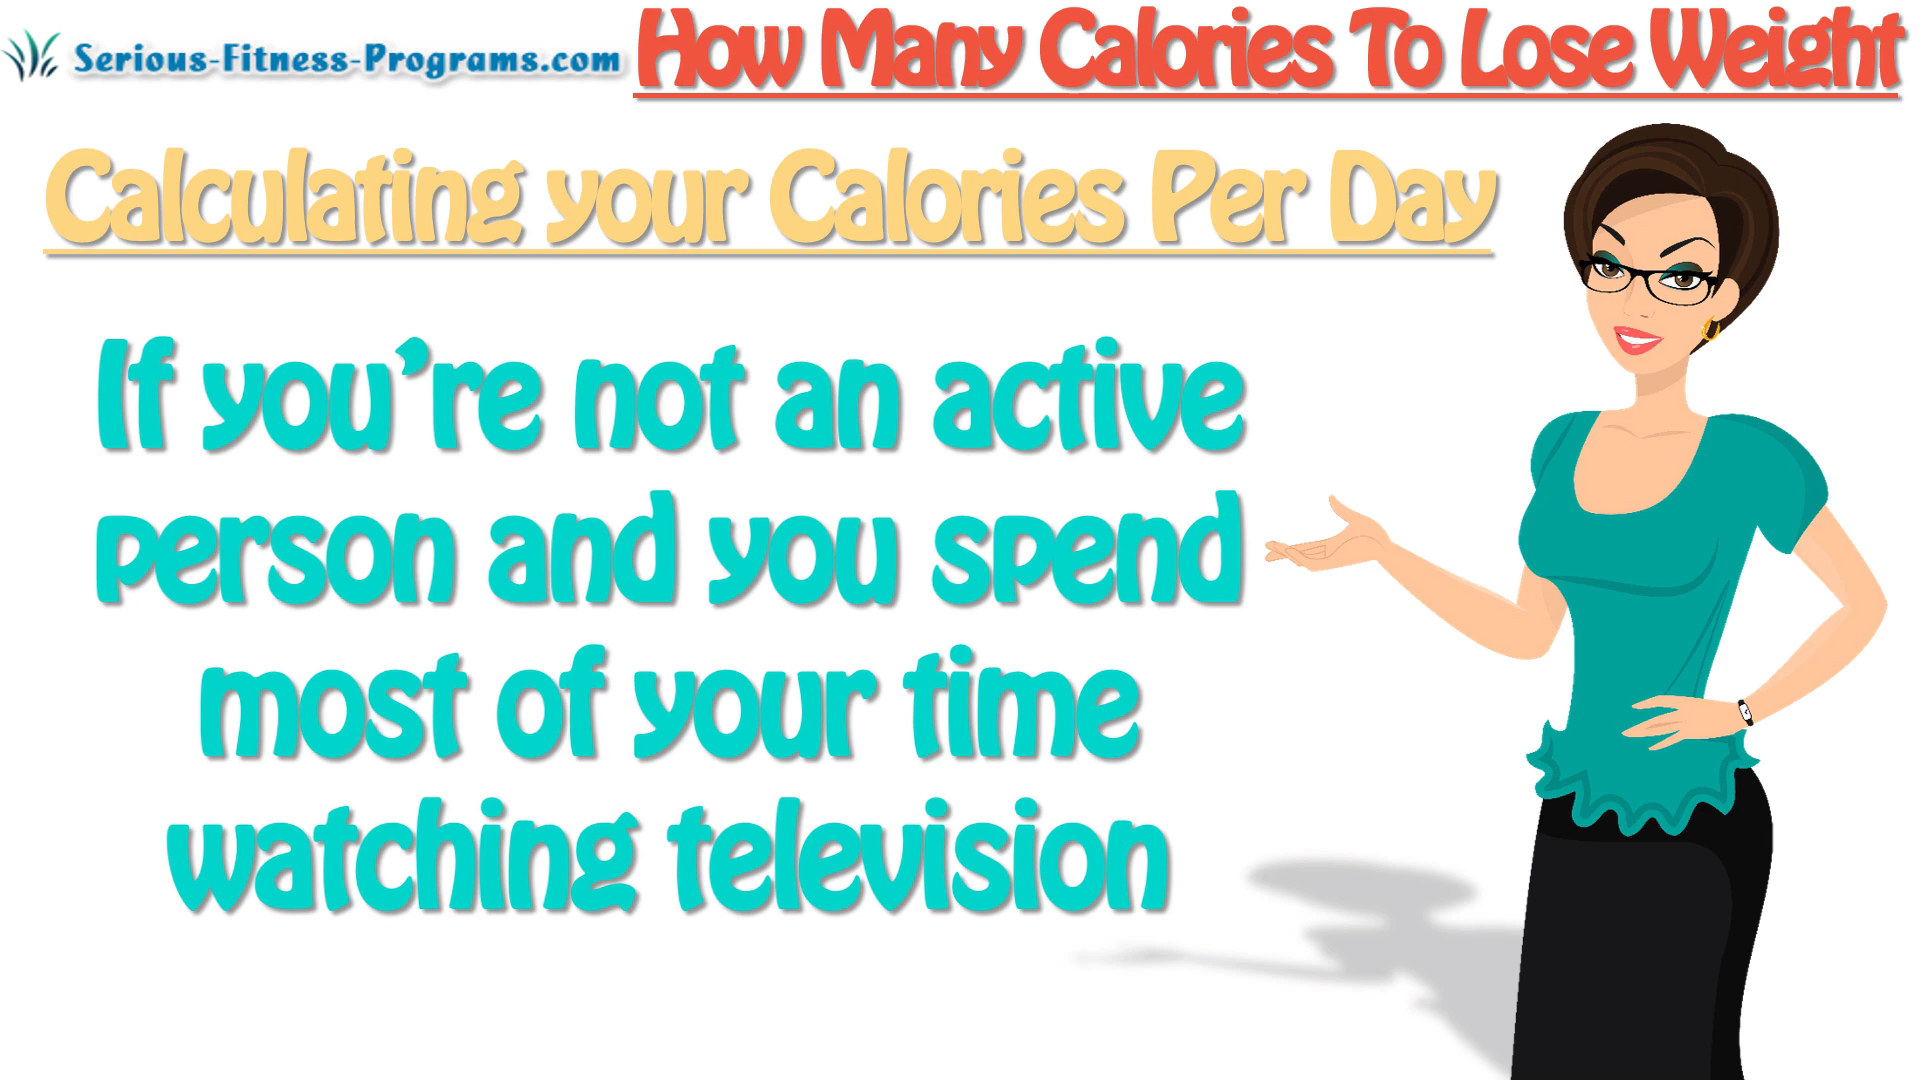 Serious-Fitness-Programs.com
How Many Calories To Lose Weight
Calculating your Calories Per Day
If you're not an active
person and you spend
most of your time
watching television